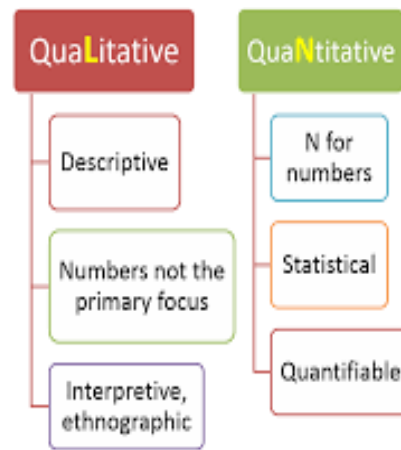 QuaLitative
Descriptive
Numbers not the
primary focus
Interpretive,
ethnographic
QuaNtitative
N for
numbers
Statistical
Quantifiable